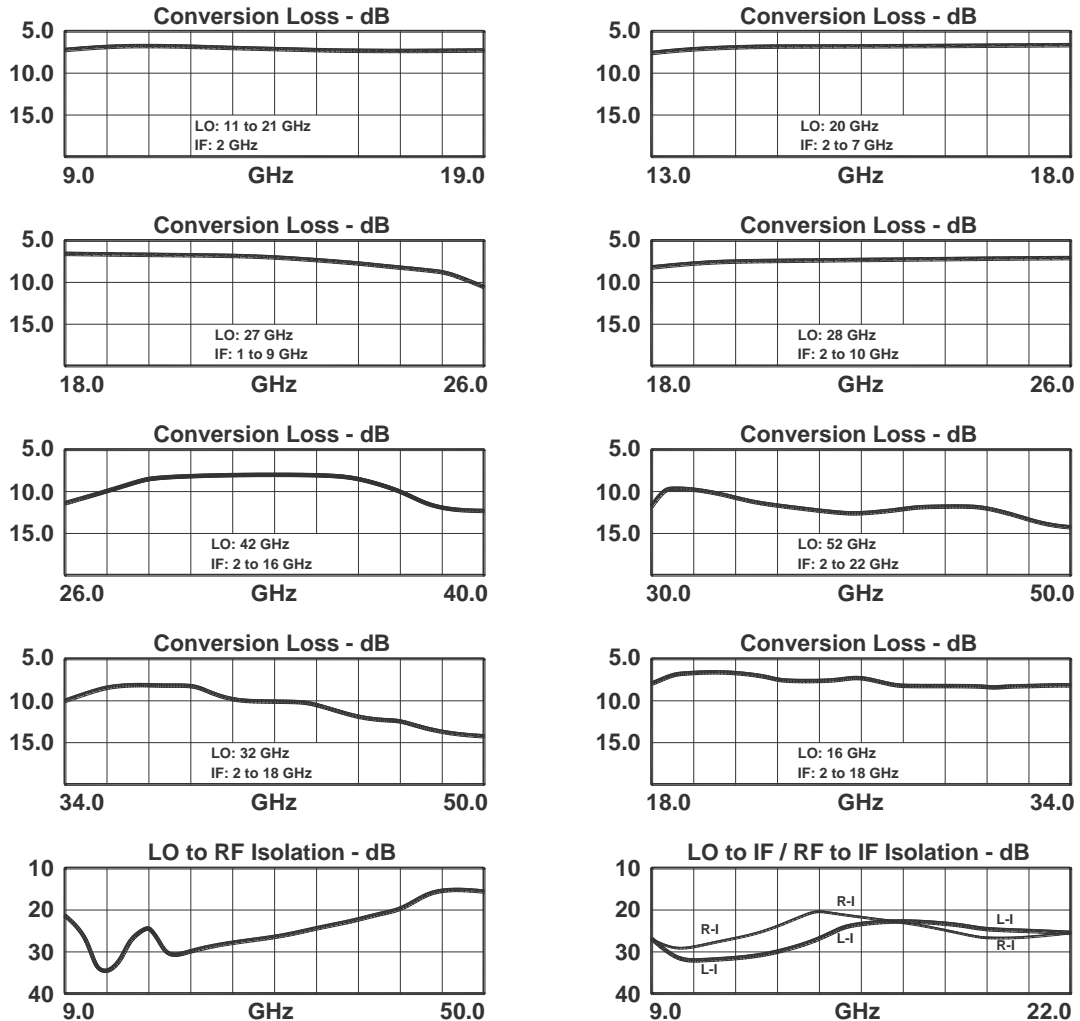 Conversion Loss - dB
5.0
10.0
15.0
LO: 11 to 21 GHz
IF: 2 GHz
9.0 GHz 19.0
Conversion Loss - dB
5.0
10.0
15.0
LO: 20 GHz
IF: 2 to 7 GHz
13.0 GHz 18.0
Conversion Loss - dB
5.0
10.0
15.0
LO: 27 GHz
IF: 1 to 9 GHz
18.0 GHz 26.0
Conversion Loss - dB
5.0
10.0
15.0
LO: 28 GHz
IF: 2 to 10 GHz
18.0 GHz 26.0
Conversion Loss - dB
5.0
10.0
15.0
LO: 42 GHz
IF: 2 to 16 GHz
26.0 GHz 40.0
Conversion Loss - dB
5.0
10.0
15.0
LO: 52 GHz
IF: 2 to 22 GHz
30.0 GHz 50.0
Conversion Loss - dB
5.0
10.0
15.0
LO: 32 GHz
IF: 2 to 18 GHz
34.0 GHz 50.0
Conversion Loss - dB
5.0
10.0
15.0
LO: 16 GHz
IF: 2 to 18 GHz
18.0 GHz 34.0
LO to RF Isolation - dB
10
20
30
40
9.0 GHz 50.0
LO to IF / RF to IF Isolation - dB
10
20
30
40
R-I
L-I
R-I
L-I
L-I
R-I
9.0 GHz 22.0